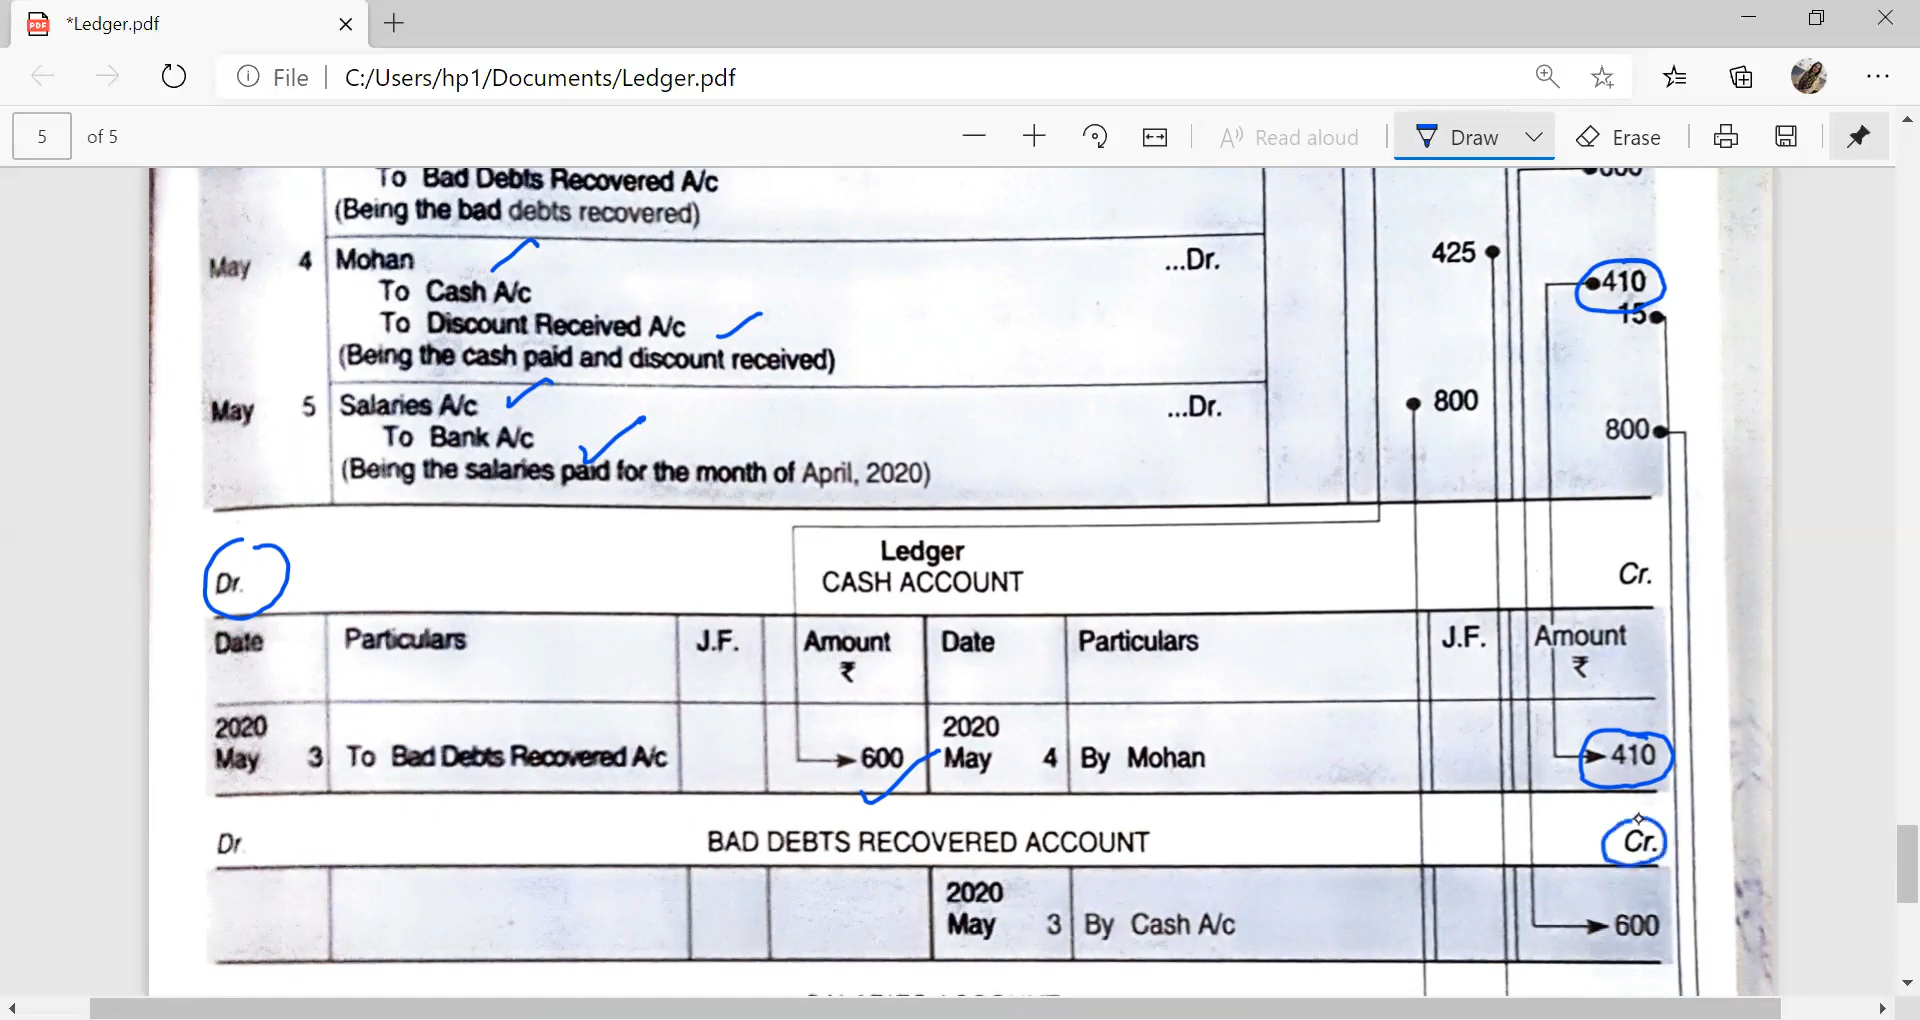 *Ledger.pdf
File C:/Users/hp1/Documents/Ledger.pdf
5 of 5 Read aloud Draw Erase
To Bad Debts Recovered A/c
(Being the bad debts recovered)
May 4 Mohan ...Dr. 425
To Cash A/c 410
To Discount Received A/c 15
(Being the cash paid and discount received)
May 5 Salaries A/c ...Dr. 800
To Bank A/c 800
(Being the salaries paid for the month of April, 2020)
Ledger
Dr. CASH ACCOUNT Cr.
Date Particulars J.F. Amount Date Particulars J.F. Amount
₹ ₹
2020 2020
May 3 To Bad Debts Recovered A/c 600 May 4 By Mohan 410
Dr. BAD DEBTS RECOVERED ACCOUNT Cr.
2020
May 3 By Cash A/c 600